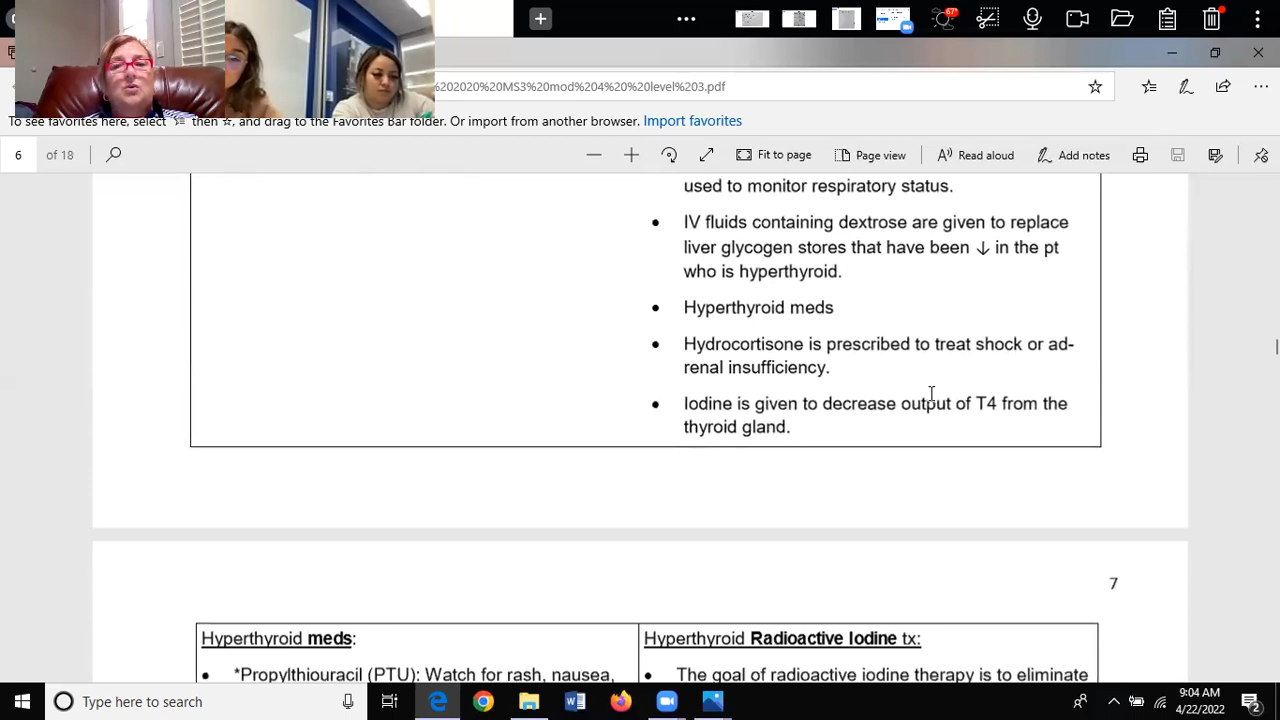 67°
%202020%20MS3%20mod%204%20%20level%203.pdf
To see favorites here, select then ☆, and drag to the Favorites Bar folder. Or import from another browser. Import favorites
6 of 18
Fit to page
Page view
Read aloud
Add notes
used to monitor respiratory status.
• IV fluids containing dextrose are given to replace
liver glycogen stores that have been ↓ in the pt
who is hyperthyroid.
• Hyperthyroid meds
• Hydrocortisone is prescribed to treat shock or ad-
renal insufficiency.
• Iodine is given to decrease output of T4 from the
thyroid gland.
7
Hyperthyroid meds:
• *Propylthiouracil (PTU): Watch for rash, nausea,
Hyperthyroid Radioactive Iodine tx:
• The goal of radioactive iodine therapy is to eliminate
Type here to search
9:04 AM
4/22/2022
2